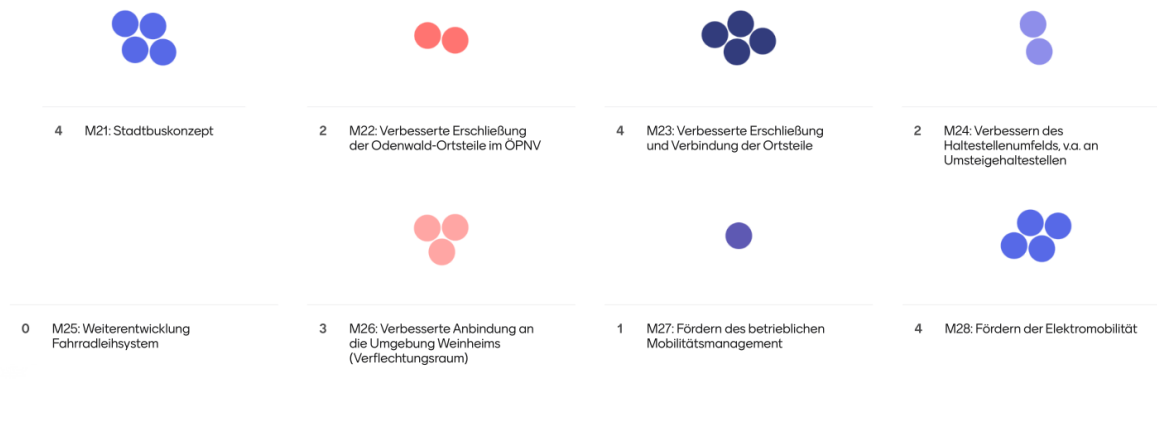 4 M21: Stadtbuskonzept
2 M22: Verbesserte Erschließung
der Odenwald-Ortsteile im ÖPNV
4 M23: Verbesserte Erschließung
und Verbindung der Ortsteile
2 M24: Verbessern des
Haltestellenumfelds, v.a. an
Umsteigehaltestellen
0 M25: Weiterentwicklung
Fahrradleihsystem
3 M26: Verbesserte Anbindung an
die Umgebung Weinheims
(Verflechtungsraum)
1 M27: Fördern des betrieblichen
Mobilitätsmanagement
4 M28: Fördern der Elektromobilität